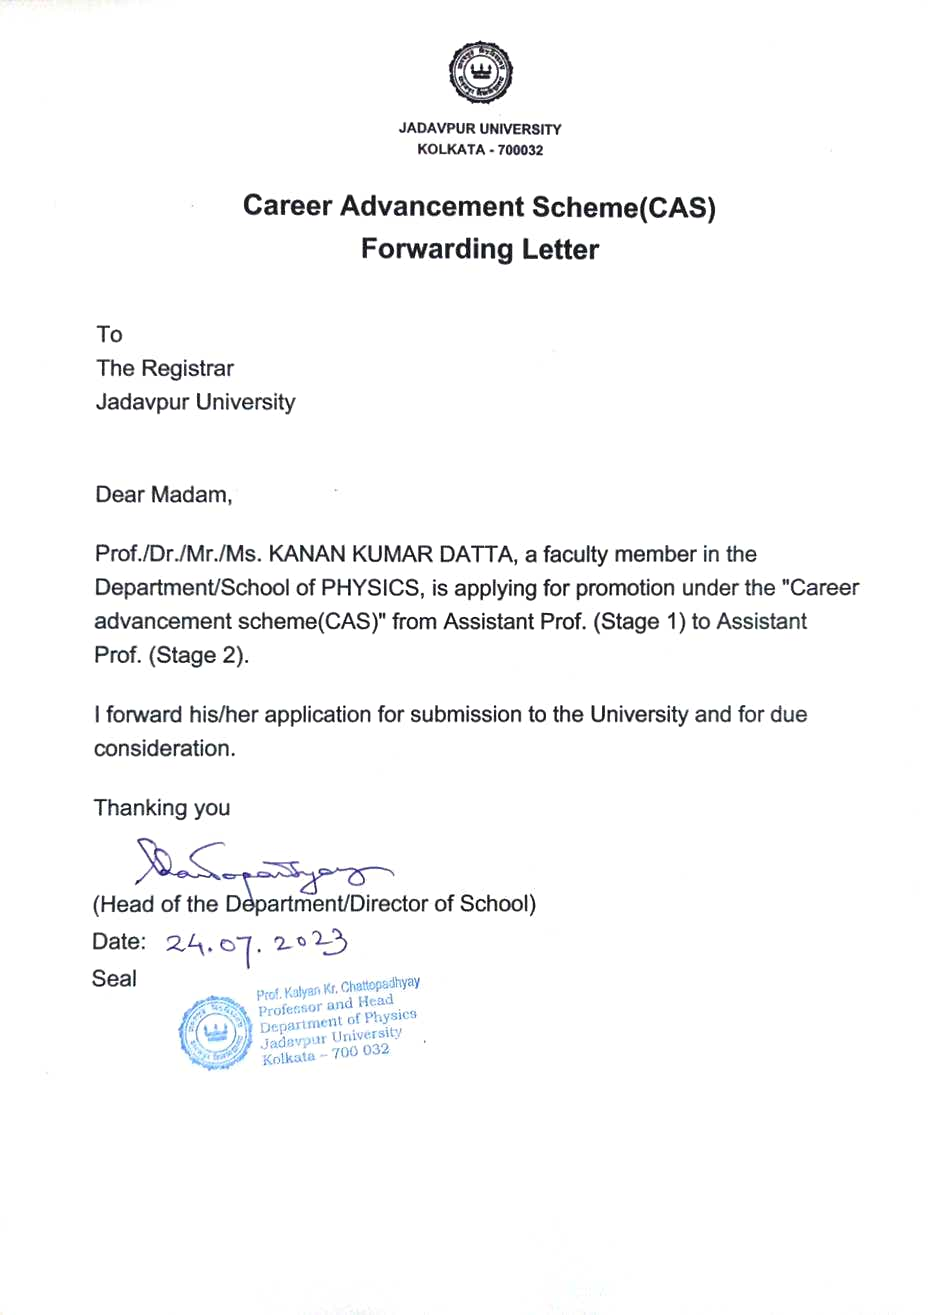 JADAVPUR UNIVERSITY
KOLKATA - 700032
Career Advancement Scheme(CAS)
Forwarding Letter
To
The Registrar
Jadavpur University
Dear Madam,
Prof./Dr./Mr./Ms. KANAN KUMAR DATTA, a faculty member in the
Department/School of PHYSICS, is applying for promotion under the "Career
advancement scheme(CAS)" from Assistant Prof. (Stage 1) to Assistant
Prof. (Stage 2).
I forward his/her application for submission to the University and for due
consideration.
Thanking you
(Head of the Department/Director of School)
Date: 24.07.2023
Seal
Prof. Kalyan Kr. Chattopadhyay
Professor and Head
Department of Physics
Jadavpur University
Kolkata – 700 032